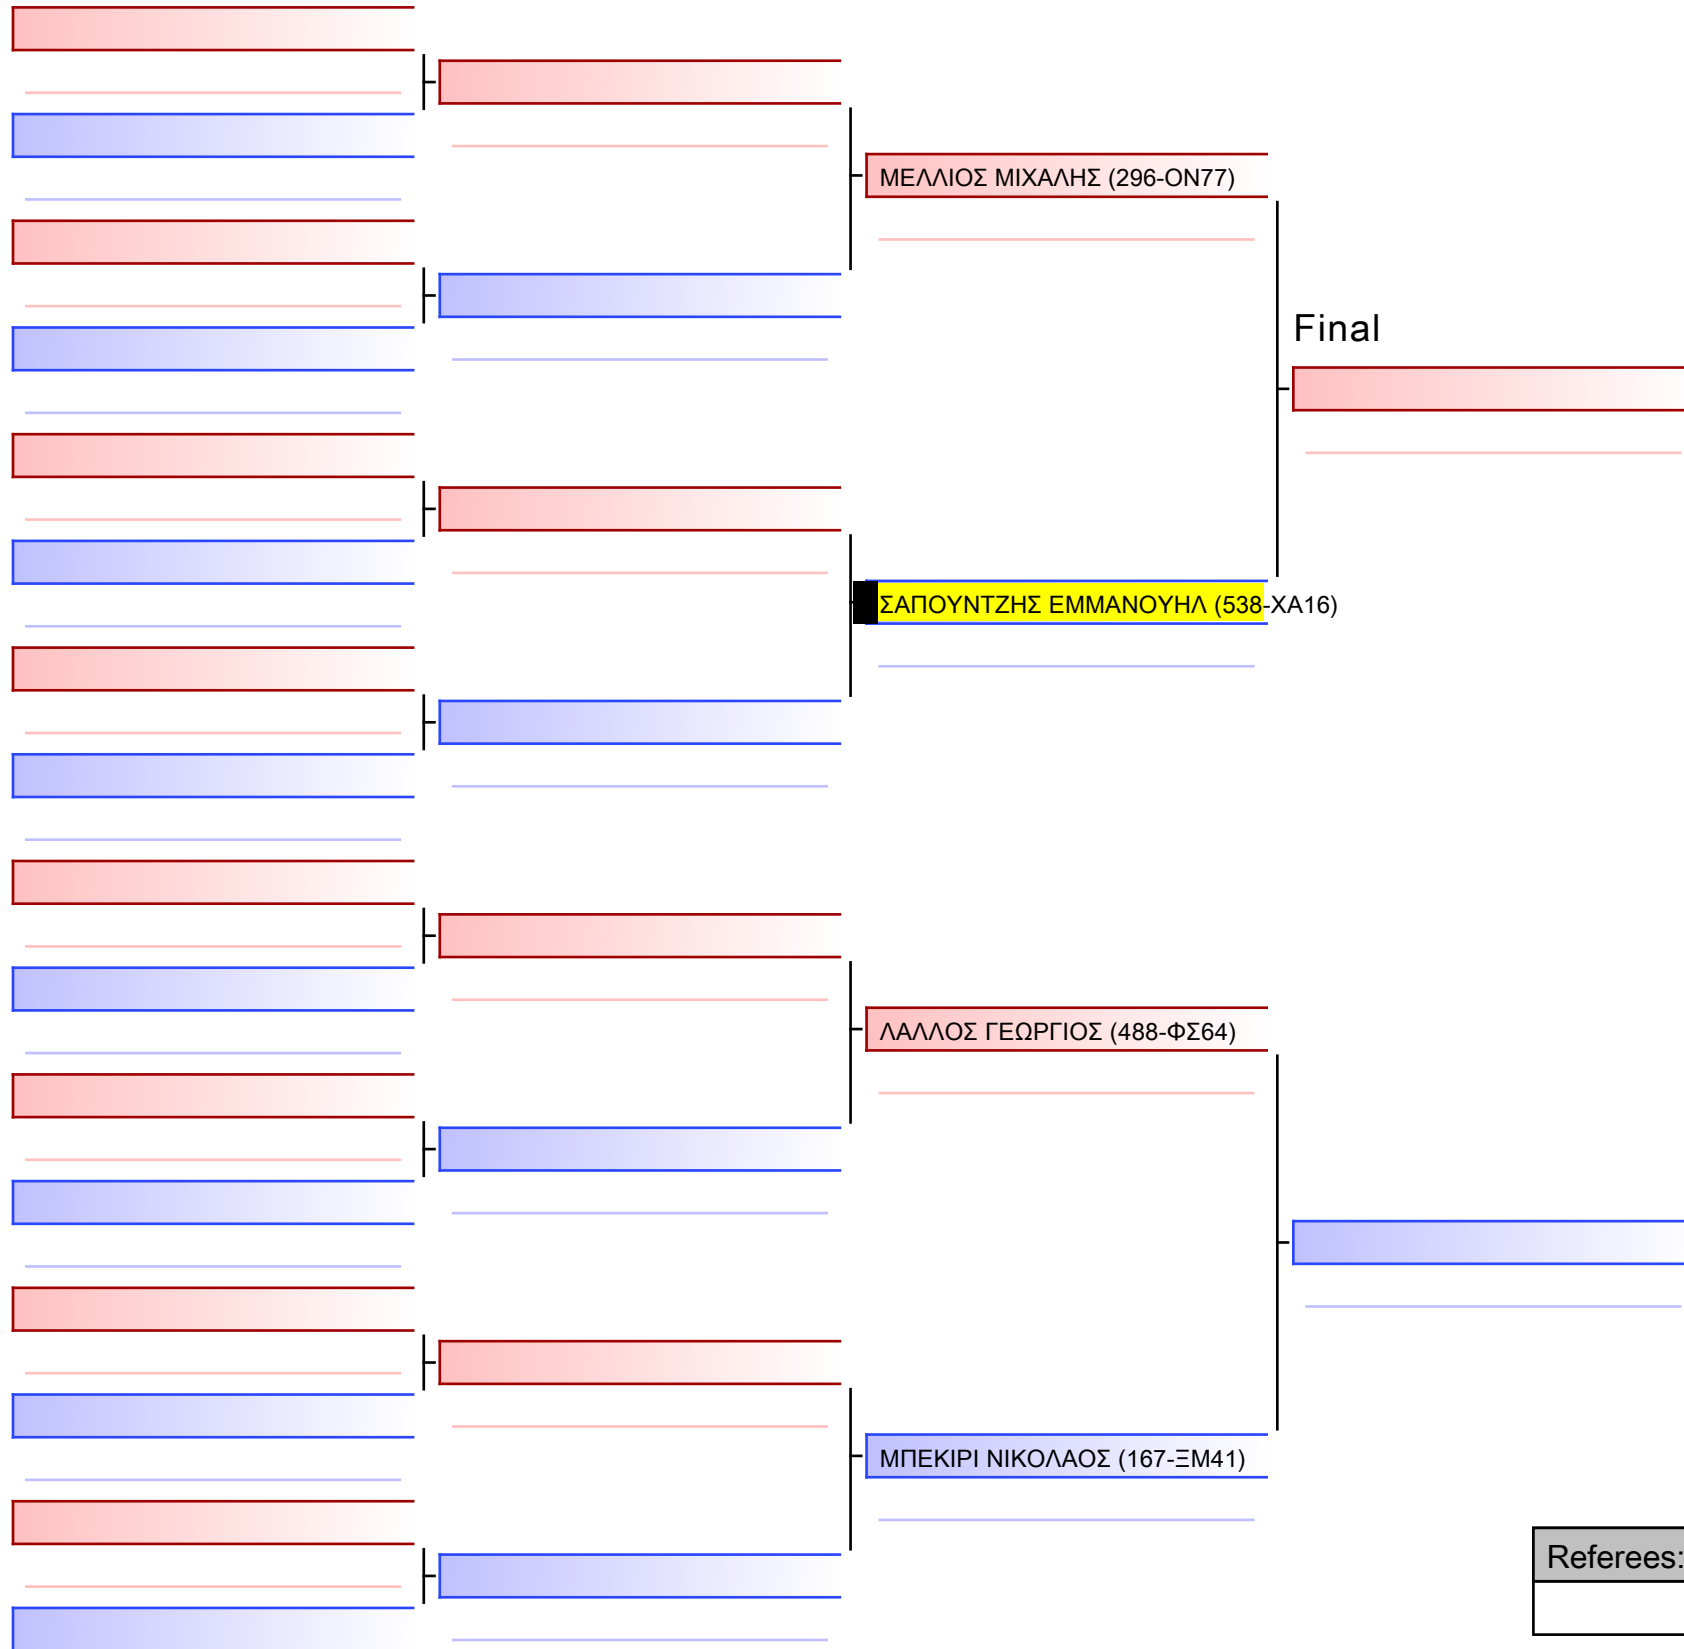 ΜΕΛΛΙΟΣ ΜΙΧΑΛΗΣ (296-ΟΝ77)
Final
ΣΑΠΟΥΝΤΖΗΣ ΕΜΜΑΝΟΥΗΛ (538-ΧΑ16)
ΛΑΛΛΟΣ ΓΕΩΡΓΙΟΣ (488-ΦΣ64)
ΜΠΕΚΙΡΙ ΝΙΚΟΛΑΟΣ (167-ΞΜ41)
Referees: